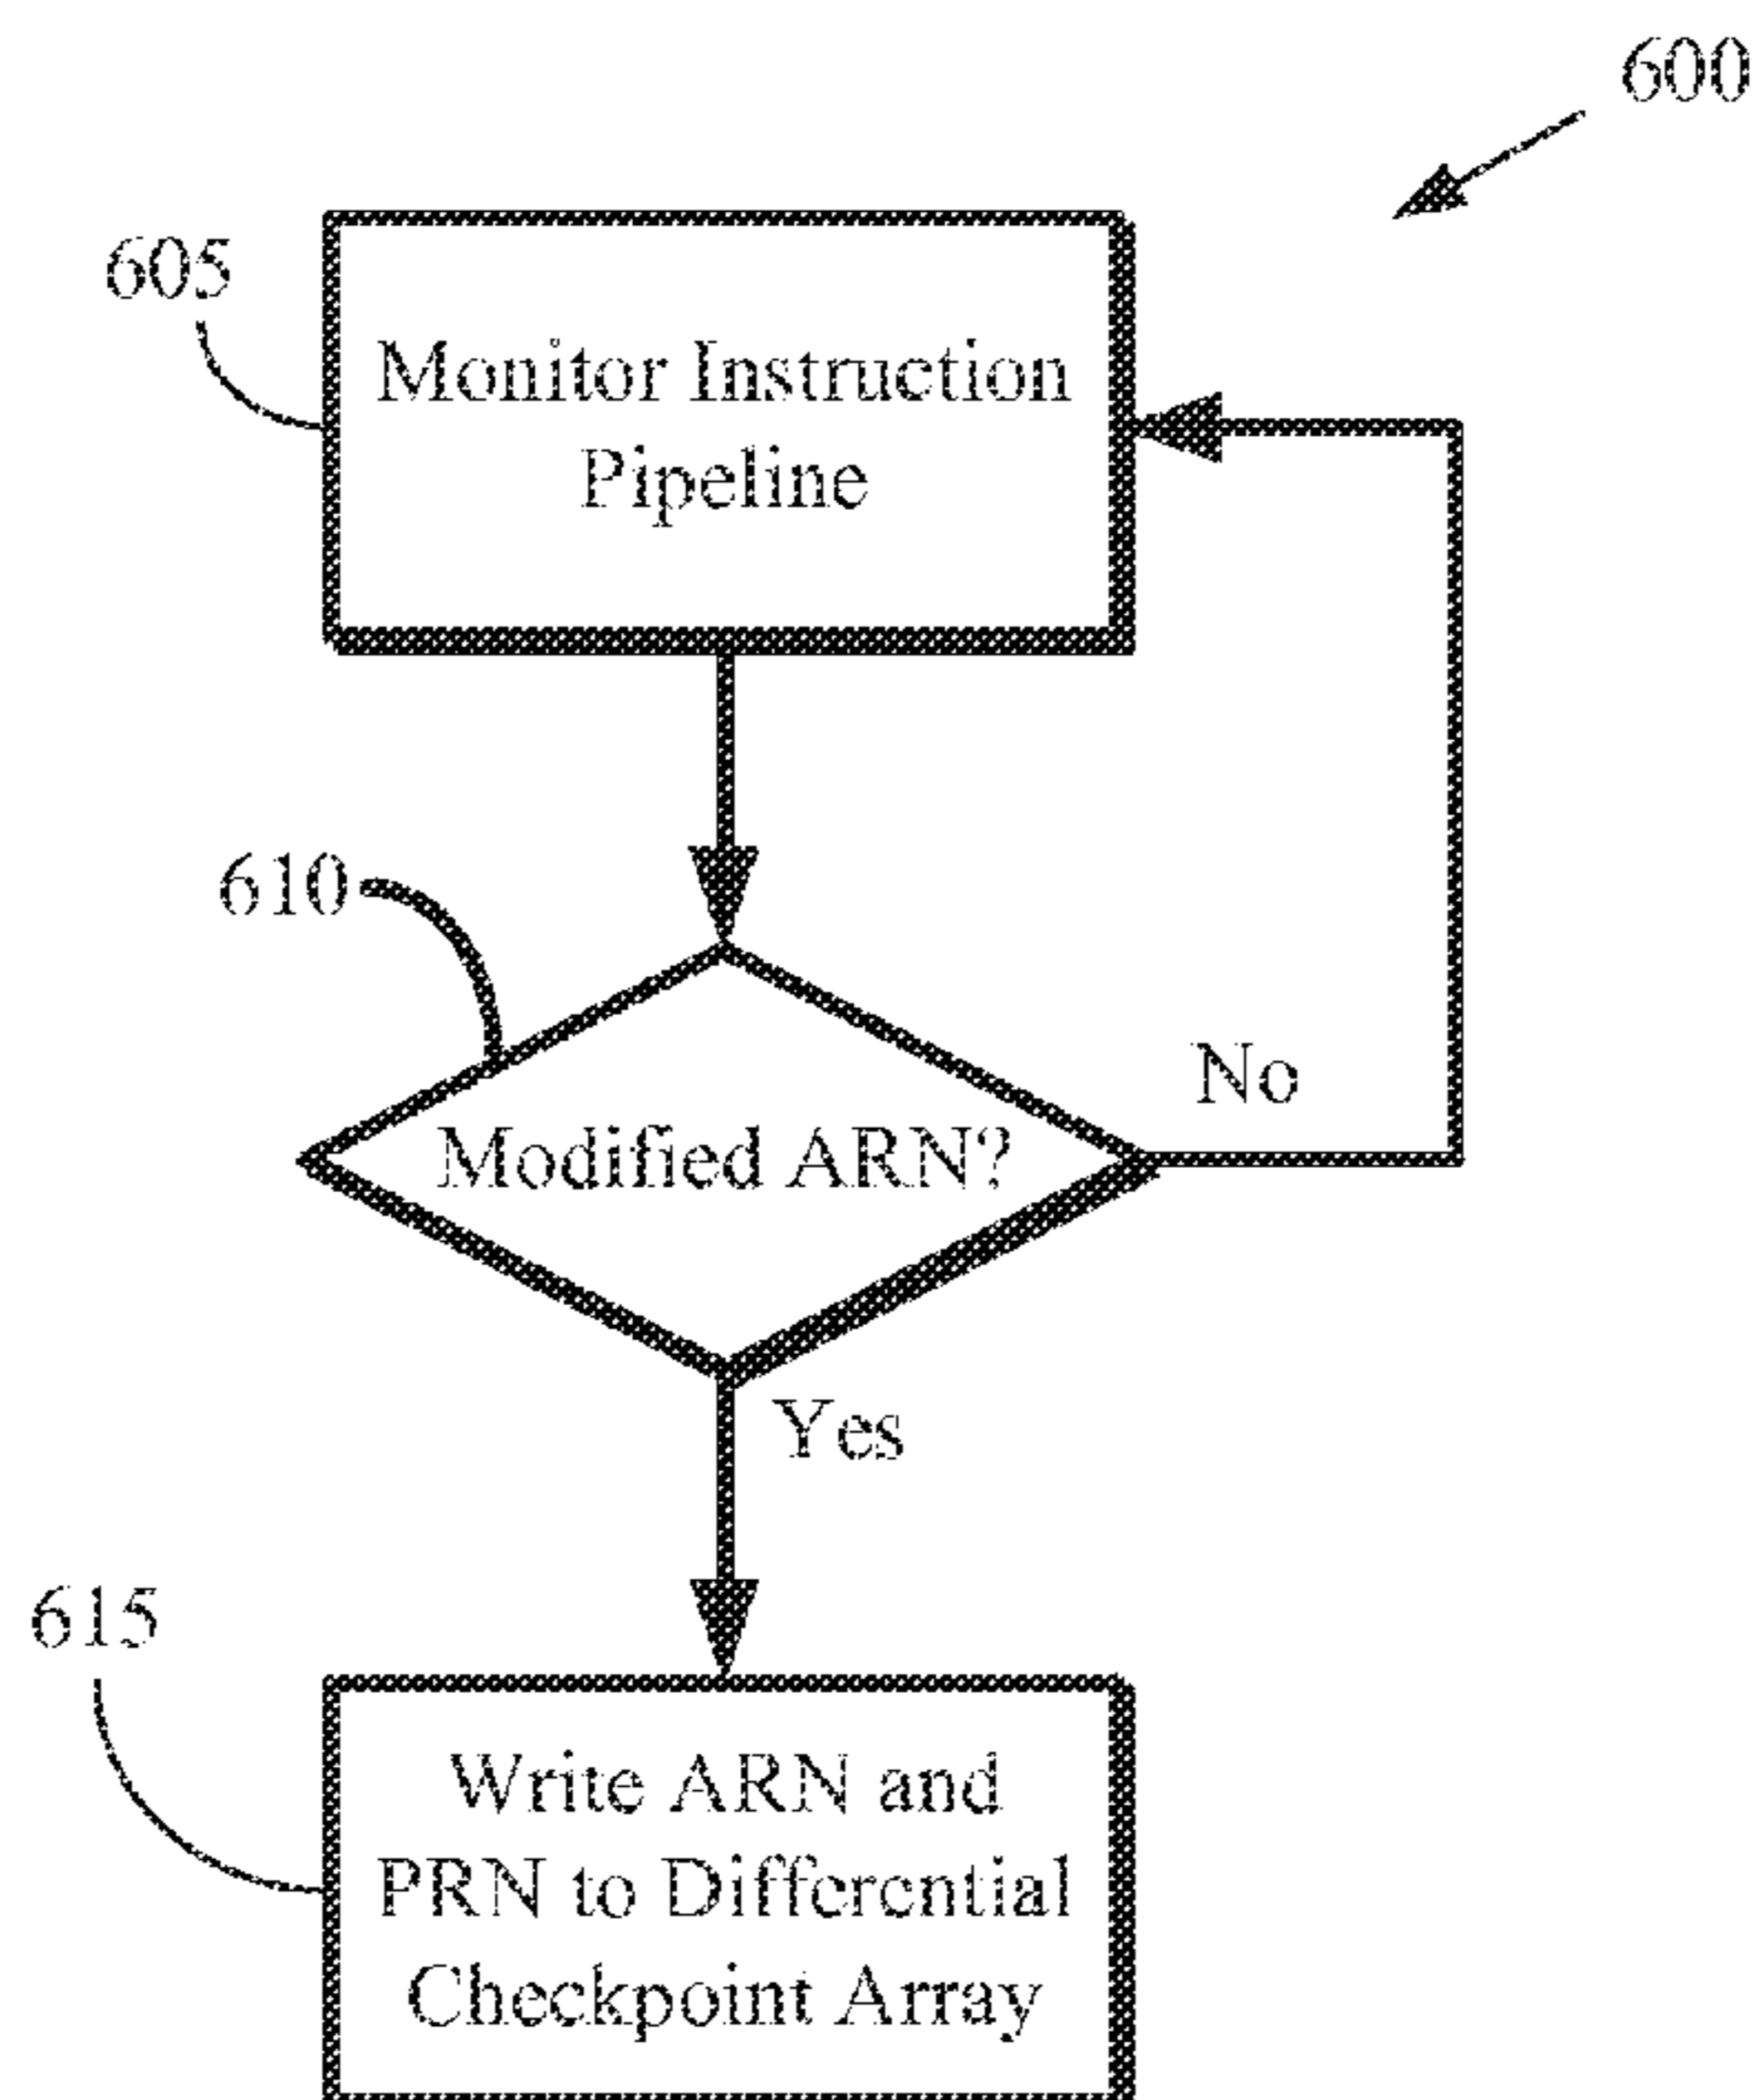 600
605
Monitor Instruction
Pipeline
610
No
Modified ARN?
Yes
615
Write ARN and
PRN to Differential
Checkpoint Array